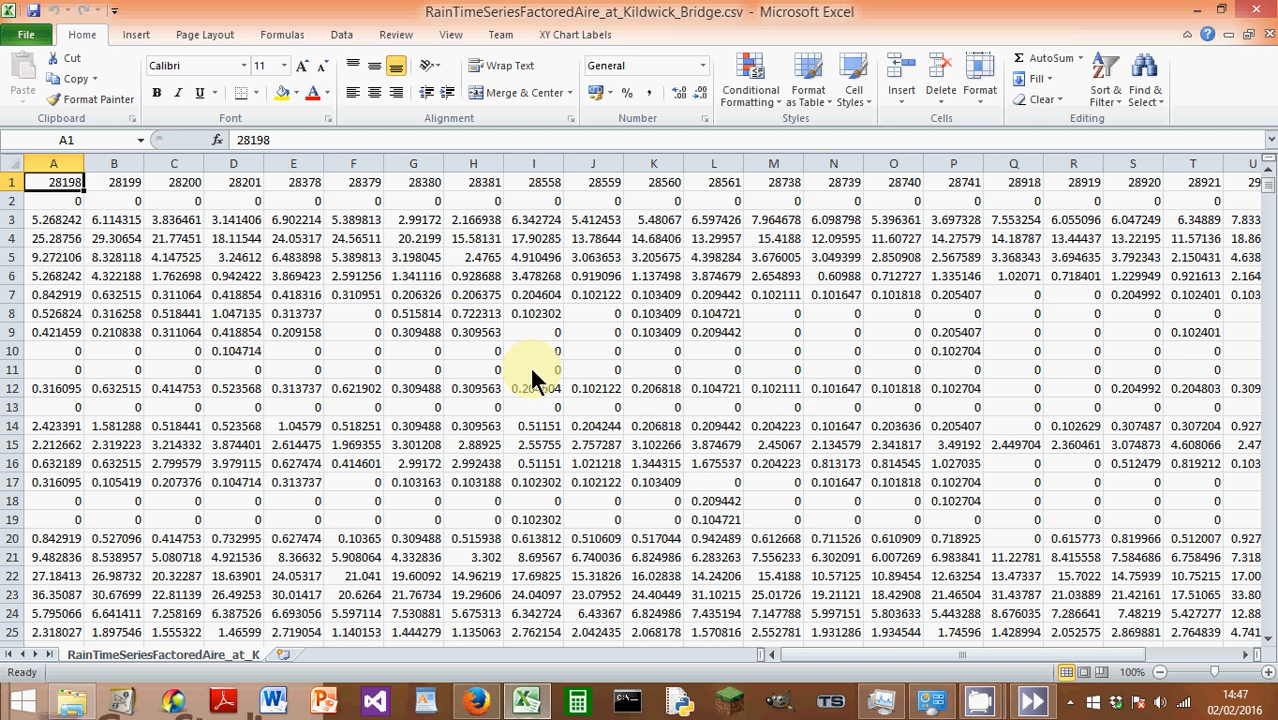 RainTimeSeriesFactoredAire_at_Kildwick_Bridge.csv - Microsoft Excel
File Home Insert Page Layout Formulas Data Review View Team XY Chart Labels
Paste Cut Copy Format Painter Clipboard
Calibri 11 Font
Wrap Text Merge & Center Alignment
General Number
Conditional Formatting Format as Table Cell Styles Styles
Insert Delete Format Cells
AutoSum Fill Clear Sort & Filter Find & Select Editing
A1 fx 28198
A B C D E F G H I J K L M N O P Q R S T U
1 28198 28199 28200 28201 28378 28379 28380 28381 28558 28559 28560 28561 28738 28739 28740 28741 28918 28919 28920 28921 29
2 0 0 0 0 0 0 0 0 0 0 0 0 0 0 0 0 0 0 0 0
3 5.268242 6.114315 3.836461 3.141406 6.902214 5.389813 2.99172 2.166938 6.342724 5.412453 5.48067 6.597426 7.964678 6.098798 5.396361 3.697328 7.553254 6.055096 6.047249 6.34889 7.833
4 25.28756 29.30654 21.77451 18.11544 24.05317 24.56511 20.2199 15.58131 17.90285 13.78644 14.68406 13.29957 15.4188 12.09595 11.60727 14.27579 14.18787 13.44437 13.22195 11.57136 18.86
5 9.272106 8.328118 4.147525 3.24612 6.483898 5.389813 3.198045 2.4765 4.910496 3.063653 3.205675 4.398284 3.676005 3.049399 2.850908 2.567589 3.368343 3.694635 3.792343 2.150431 4.638
6 5.268242 4.322188 1.762698 0.942422 3.869423 2.591256 1.341116 0.928688 3.478268 0.919096 1.137498 3.874679 2.654893 0.60988 0.712727 1.335146 1.02071 0.718401 1.229949 0.921613 2.164
7 0.842919 0.632515 0.311064 0.418854 0.418316 0.310951 0.206326 0.206375 0.204604 0.102122 0.103409 0.209442 0.102111 0.101647 0.101818 0.205407 0 0 0.204992 0.102401 0.103
8 0.526824 0.316258 0.518441 1.047135 0.313737 0 0.515814 0.722313 0.102302 0 0.103409 0.104721 0 0 0 0 0 0 0 0
9 0.421459 0.210838 0.311064 0.418854 0.209158 0 0.309488 0.309563 0 0 0.103409 0.209442 0 0 0 0.205407 0 0 0 0.102401
10 0 0 0 0.104714 0 0 0 0 0 0 0 0 0 0 0 0.102704 0 0 0 0
11 0 0 0 0 0 0 0 0 0 0 0 0 0 0 0 0 0 0 0 0
12 0.316095 0.632515 0.414753 0.523568 0.313737 0.621902 0.309488 0.309563 0.204604 0.102122 0.206818 0.104721 0.102111 0.101647 0.101818 0.102704 0 0 0.204992 0.204803 0.309
13 0 0 0 0 0 0 0 0 0 0 0 0 0 0 0 0 0 0 0 0
14 2.423391 1.581288 0.518441 0.523568 1.04579 0.518251 0.309488 0.309563 0.51151 0.204244 0.206818 0.209442 0.204223 0.101647 0.203636 0.205407 0 0.102629 0.307487 0.307204 0.927
15 2.212662 2.319223 3.214332 3.874401 2.614475 1.969355 3.301208 2.88925 2.55755 2.757287 3.102266 3.874679 2.45067 2.134579 2.341817 3.49192 2.449704 2.360461 3.074873 4.608066 2.47
16 0.632189 0.632515 2.799579 3.979115 0.627474 0.414601 2.99172 2.992438 0.51151 1.021218 1.344315 1.675537 0.204223 0.813173 0.814545 1.027035 0 0 0.512479 0.819212 0.103
17 0.316095 0.105419 0.207376 0.104714 0.313737 0 0.103163 0.103188 0.102302 0.102122 0.103409 0 0 0.101647 0.101818 0.102704 0 0 0 0
18 0 0 0 0 0 0 0 0 0 0 0 0.209442 0 0 0 0.102704 0 0 0 0
19 0 0 0 0 0 0 0 0 0.102302 0 0 0.104721 0 0 0 0 0 0 0 0
20 0.842919 0.527096 0.414753 0.732995 0.627474 0.10365 0.309488 0.515938 0.613812 0.510609 0.517044 0.942489 0.612668 0.711526 0.610909 0.718925 0 0.615773 0.819966 0.512007 0.927
21 9.482836 8.538957 5.080718 4.921536 8.36632 5.908064 4.332836 3.302 8.69567 6.740036 6.824986 6.283263 7.556233 6.302091 6.007269 6.983841 11.22781 8.415558 7.584686 6.758496 7.318
22 27.18413 26.98732 20.32287 18.63901 24.05317 21.041 19.60092 14.96219 17.69825 15.31826 16.02838 14.24206 15.4188 10.57125 10.89454 12.63254 13.47337 15.7022 14.75939 10.75215 17.00
23 36.35087 30.67699 22.81139 26.49253 30.01417 20.6264 21.76734 19.29606 24.04097 23.07952 24.40449 31.10215 25.01726 19.21121 18.42908 21.46504 31.43787 21.03889 21.42161 17.51065 33.80
24 5.795066 6.641411 7.258169 6.387526 6.693056 5.597114 7.530881 5.675313 6.342724 6.43367 6.824986 7.435194 7.147788 5.997151 5.803633 5.443288 8.676035 7.286641 7.48219 5.427277 12.88
25 2.318027 1.897546 1.555322 1.46599 2.719054 1.140153 1.444279 1.135063 2.762154 2.042435 2.068178 1.570816 2.552781 1.931286 1.934544 1.74596 1.428994 2.052575 2.869881 2.764839 4.741
RainTimeSeriesFactoredAire_at_K
Ready 100%
TS 14:47
02/02/2016